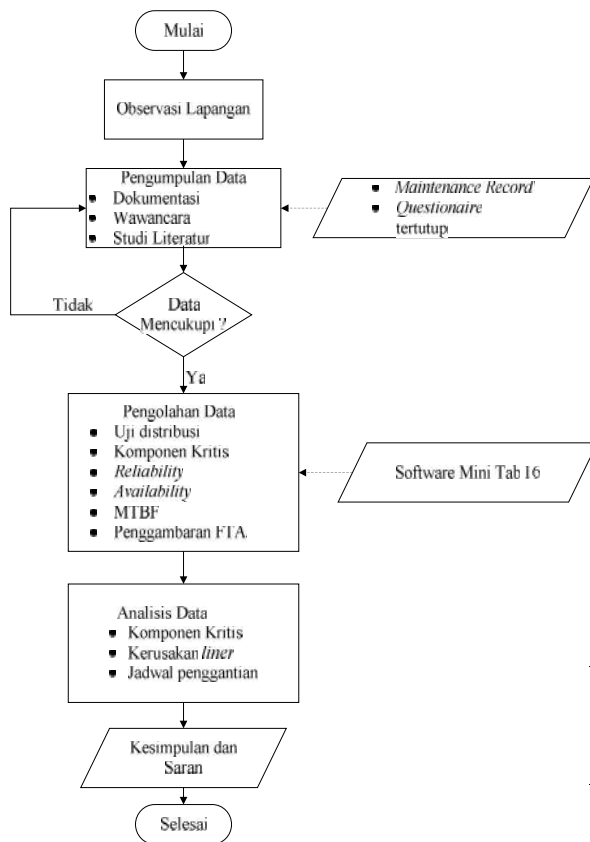 Mulai
Observasi Lapangan
Pengumpulan Data
Dokumentasi
Wawancara
Studi Literatur
Maintenance Record
Questionaire
tertutup
Tidak
Data
Mencukupi ?
Ya
Pengolahan Data
Uji distribusi
Komponen Kritis
Reliability
Availability
MTBF
Penggambaran FTA
Software Mini Tab 16
Analisis Data
Komponen Kritis
Kerusakan liner
Jadwal penggantian
Kesimpulan dan
Saran
Selesai